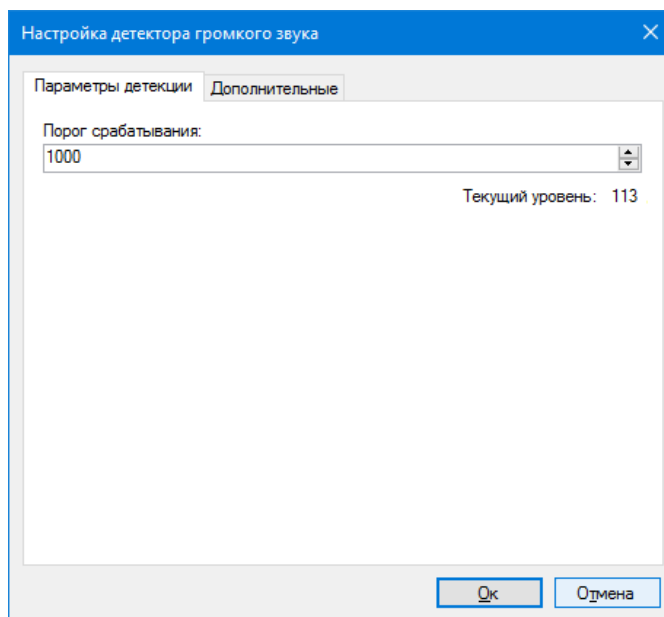 Настройка детектора громкого звука
Параметры детекции Дополнительные
Порог срабатывания:
1000
Текущий уровень: 113
Ок Отмена